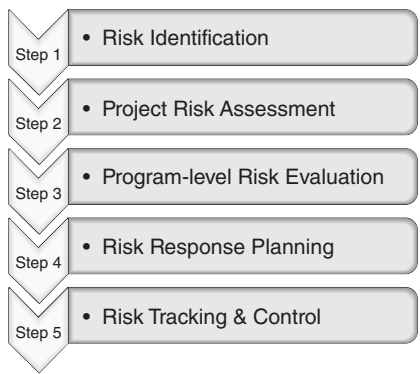 Step 1
• Risk Identification
Step 2
• Project Risk Assessment
Step 3
• Program-level Risk Evaluation
Step 4
• Risk Response Planning
Step 5
• Risk Tracking & Control